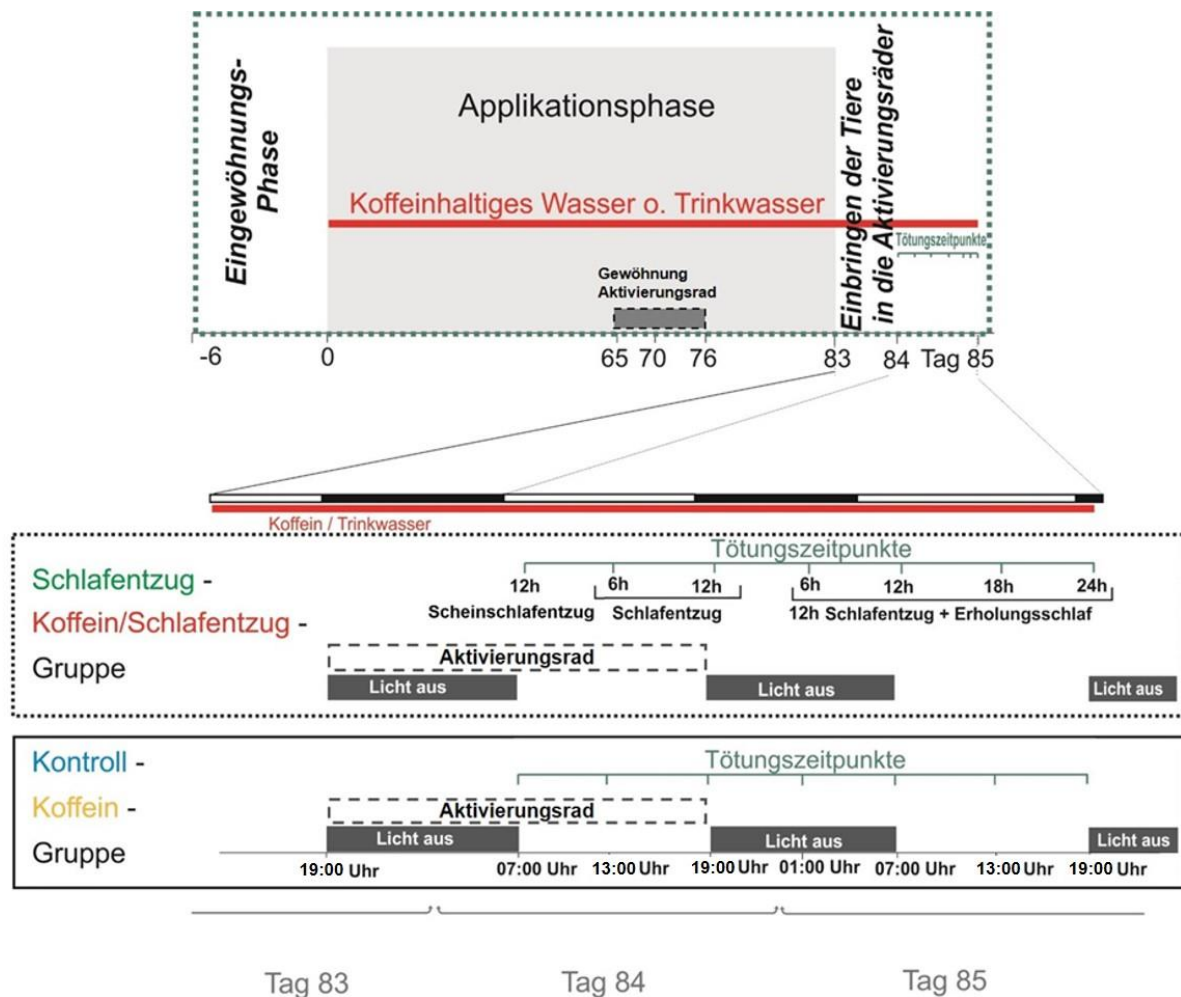 Eingewöhnungs-
Phase
Applikationsphase
Einbringen der Tiere
in die Aktivierungsräder
Koffeinhaltiges Wasser o. Trinkwasser
Tötungszeitpunkte
Gewöhnung
Aktivierungsrad
-6 0 65 70 76 83 84 Tag 85
Koffein / Trinkwasser
Tötungszeitpunkte
Schlafentzug -
12h 6h 12h 6h 12h 18h 24h
Scheinschlafentzug Schlafentzug 12h Schlafentzug + Erholungsschlaf
Koffein/Schlafentzug -
Aktivierungsrad
Gruppe
Licht aus Licht aus Licht aus
Kontroll -
Tötungszeitpunkte
Koffein -
Aktivierungsrad
Gruppe
Licht aus Licht aus Licht aus
19:00 Uhr 07:00 Uhr 13:00 Uhr 19:00 Uhr 01:00 Uhr 07:00 Uhr 13:00 Uhr 19:00 Uhr
Tag 83 Tag 84 Tag 85